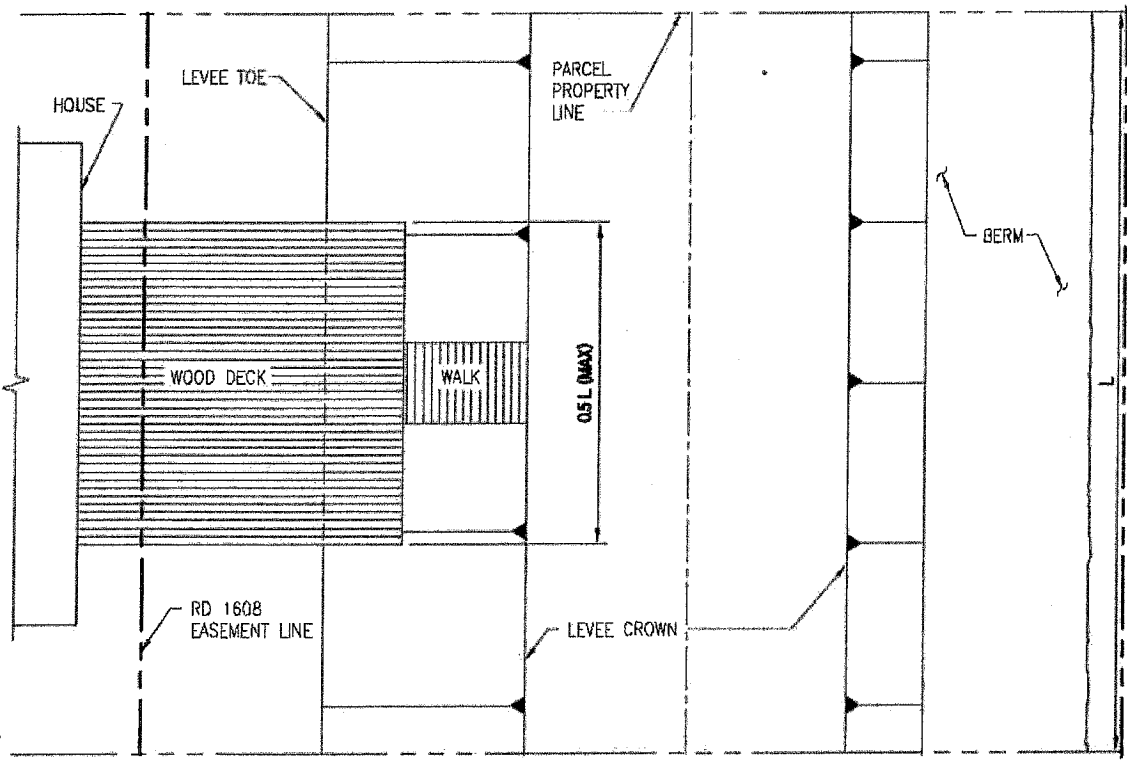 LEVEE TOE
HOUSE
PARCEL
PROPERTY
LINE
BERM
WOOD DECK
WALK
0.5 L (MAX)
L
RD 1608
EASEMENT LINE
LEVEE CROWN